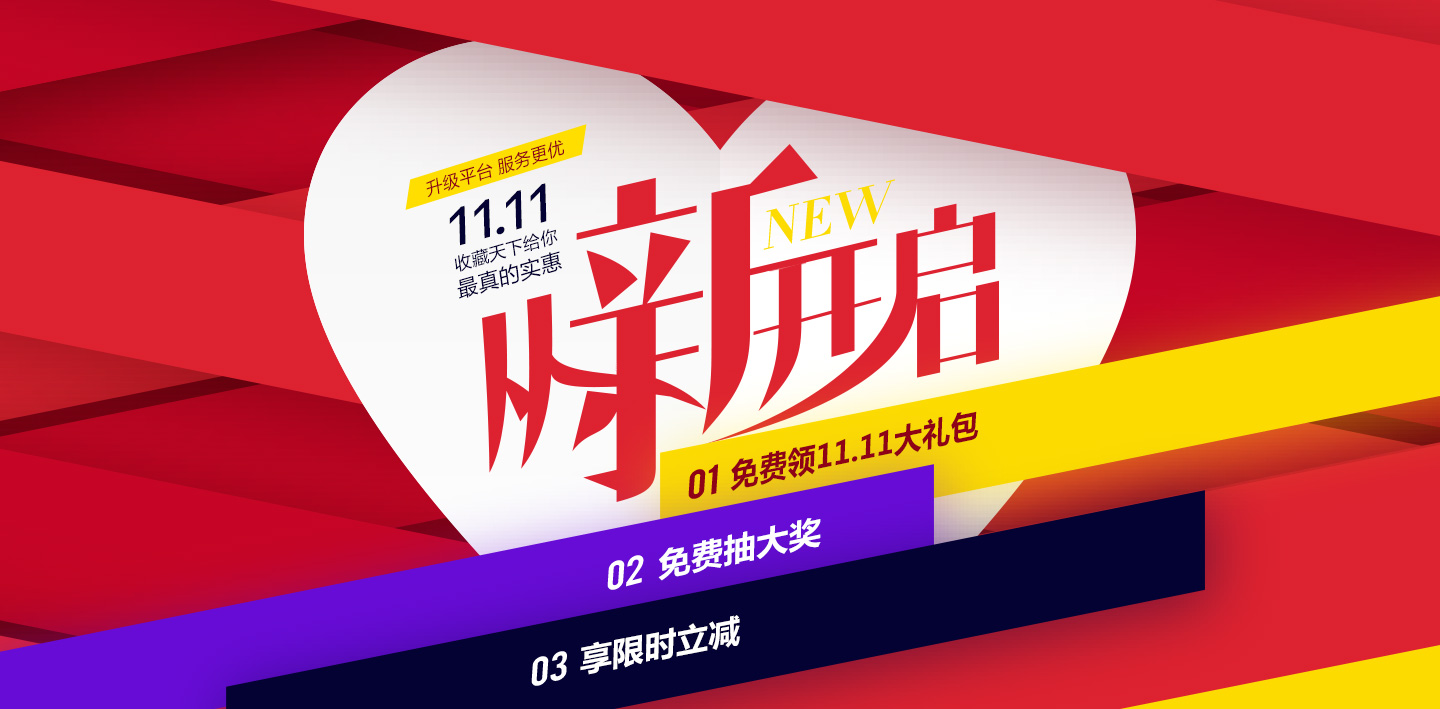 升级平台 服务更优
11.11
收藏天下给你
最真的实惠
从新开启
NEW
01 免费领11.11大礼包
02 免费抽大奖
03 享限时立减